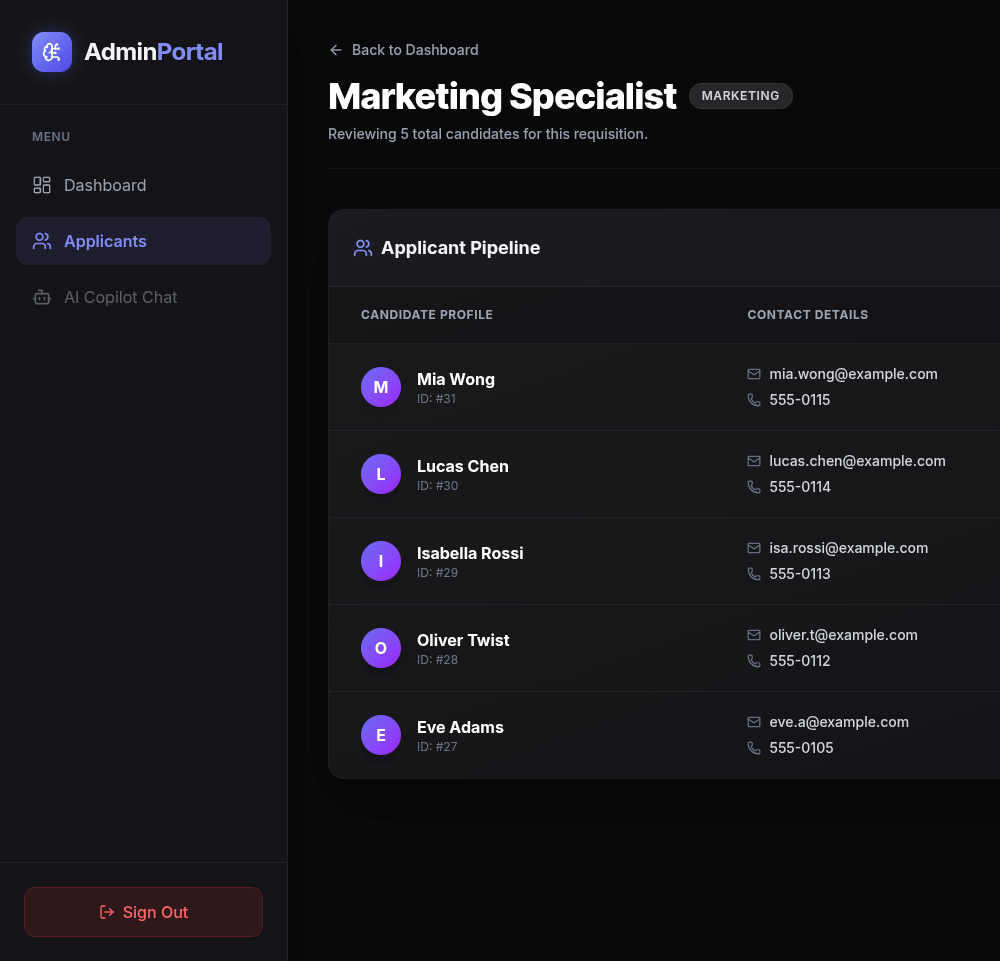 AdminPortal
MENU
Dashboard
Applicants
AI Copilot Chat
Sign Out
Back to Dashboard
Marketing Specialist MARKETING
Reviewing 5 total candidates for this requisition.
Applicant Pipeline
CANDIDATE PROFILE CONTACT DETAILS
M Mia Wong
ID: #31
mia.wong@example.com
555-0115
L Lucas Chen
ID: #30
lucas.chen@example.com
555-0114
I Isabella Rossi
ID: #29
isa.rossi@example.com
555-0113
O Oliver Twist
ID: #28
oliver.t@example.com
555-0112
E Eve Adams
ID: #27
eve.a@example.com
555-0105